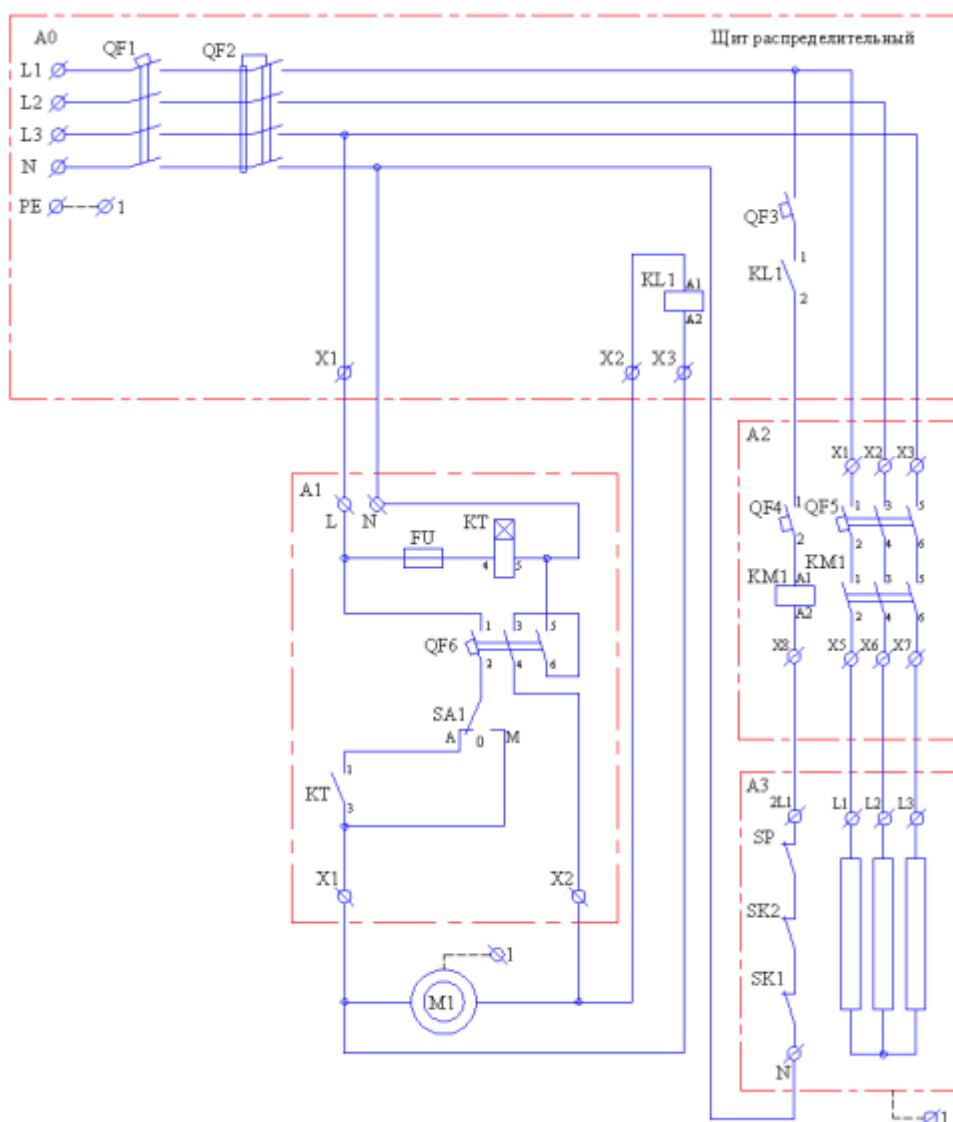 A0
QF1
QF2
Щит распределительный
L1
L2
L3
N
PE
1
QF3
KL1
1
2
KL1
A1
A2
X1
X2
X3
A2
X1
X2
X3
A1
L
N
KT
FU
4
5
QF4
1
2
QF5
1
3
5
2
4
6
KM1
A1
A2
KM1
1
3
5
2
4
6
QF6
1
3
5
2
4
6
X8
X5
X6
X7
SA1
A
0
M
KT
1
3
A3
2L1
L1
L2
L3
SP
X1
X2
SK2
1
M1
SK1
N
1